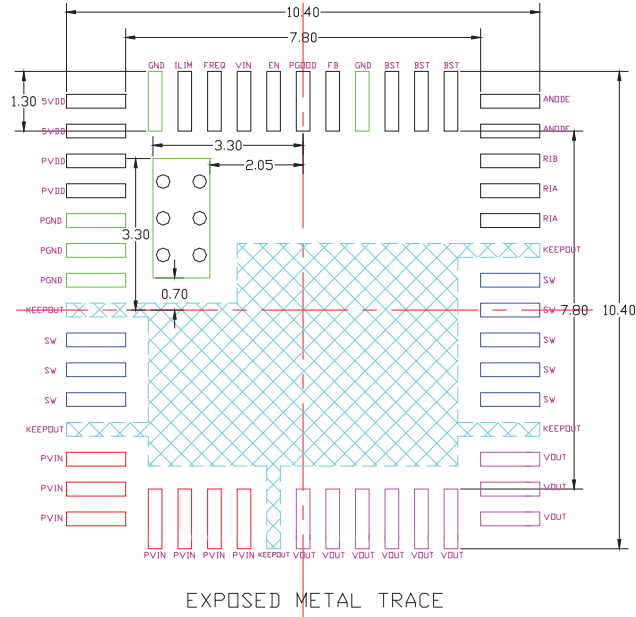 10.40
7.80
GND ILIM FREQ VIN EN PGOOD FB GND BST BST BST
1.30
5VDD
5VDD
PVDD
PVDD
PGND
PGND
PGND
KEEPOUT
SW
SW
SW
KEEPOUT
PVIN
PVIN
PVIN
3.30
2.05
3.30
0.70
ANODE
ANODE
RIB
RIA
RIA
KEEPOUT
SW
SW
SW
SW
SW
KEEPOUT
VOUT
VOUT
VOUT
7.80
10.40
PVIN PVIN PVIN PVIN KEEPOUT VOUT VOUT VOUT VOUT VOUT VOUT
EXPOSED METAL TRACE